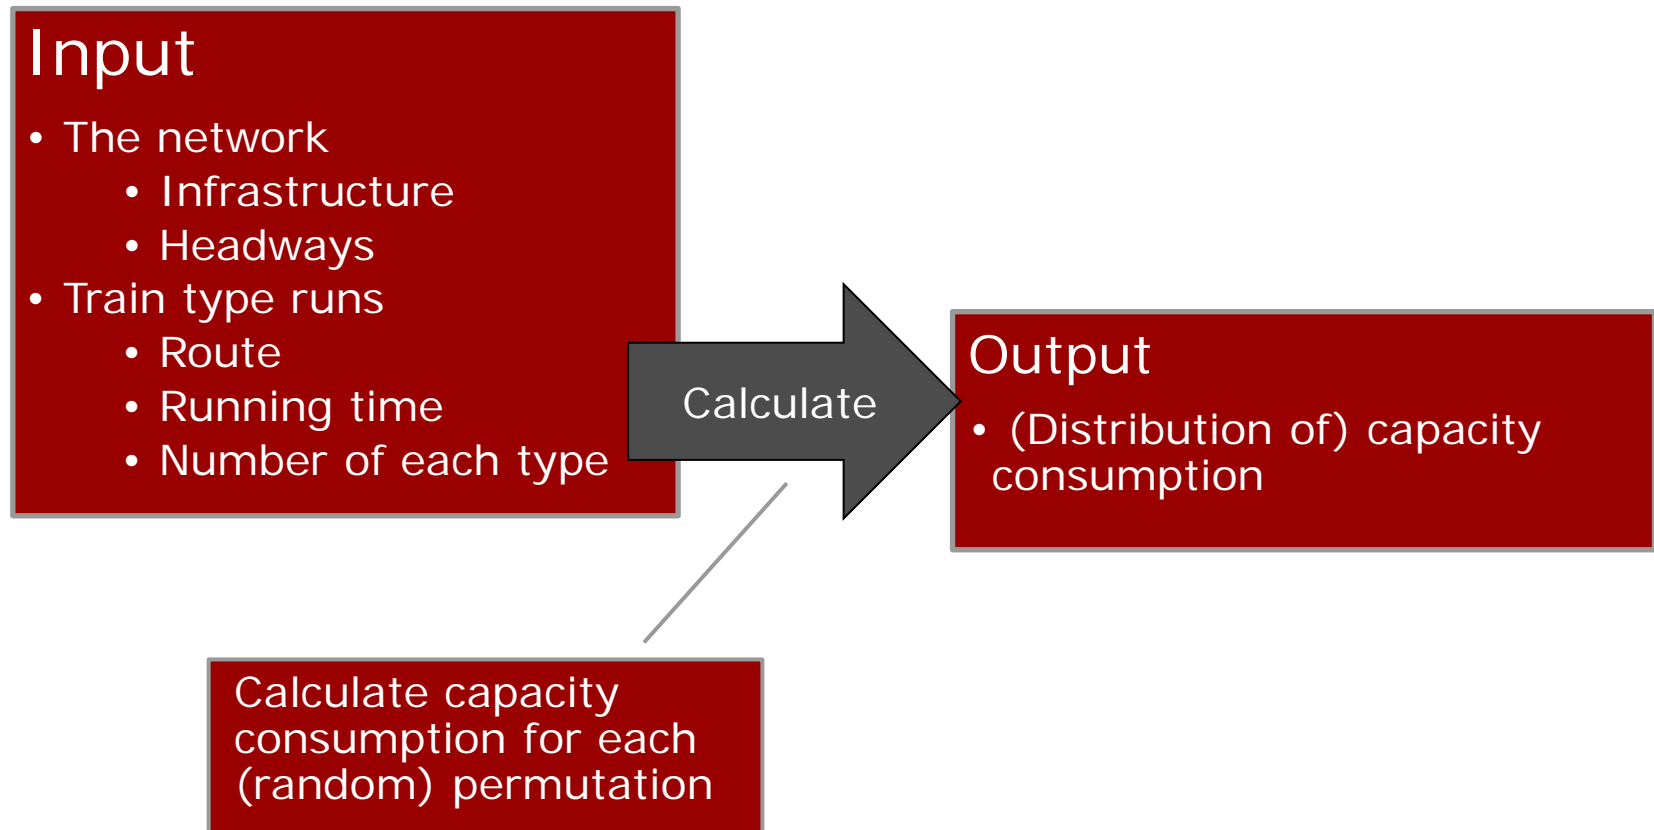 Input
• The network
• Infrastructure
• Headways
• Train type runs
• Route
• Running time
• Number of each type
Calculate
Output
• (Distribution of) capacity
consumption
Calculate capacity
consumption for each
(random) permutation